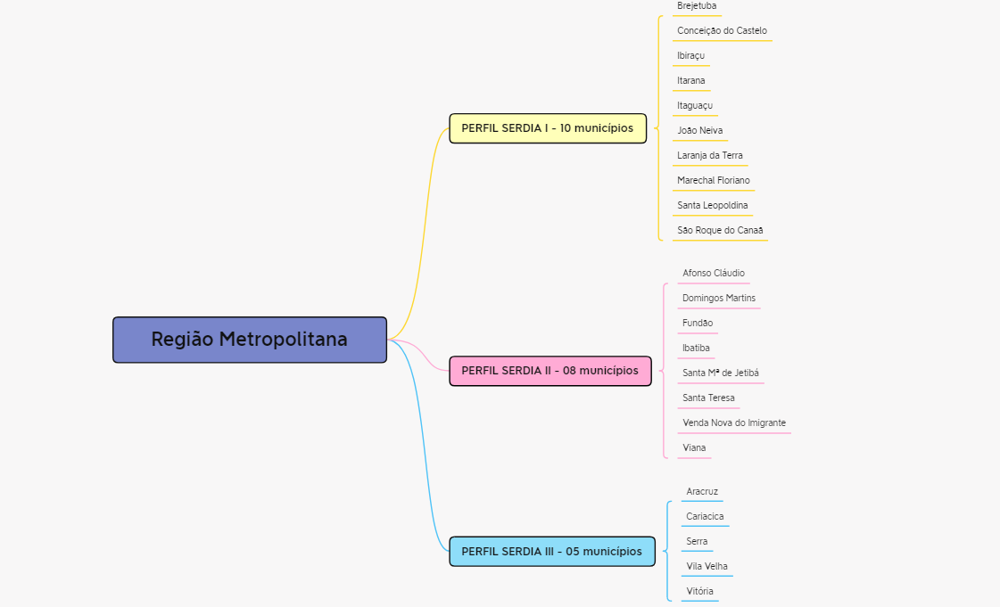 Região Metropolitana
PERFIL SERDIA I - 10 municípios
Brejetuba
Conceição do Castelo
Ibiraçu
Itarana
Itaguaçu
João Neiva
Laranja da Terra
Marechal Floriano
Santa Leopoldina
São Roque do Canaã
PERFIL SERDIA II - 08 municípios
Afonso Cláudio
Domingos Martins
Fundão
Ibatiba
Santa Mª de Jetibá
Santa Teresa
Venda Nova do Imigrante
Viana
PERFIL SERDIA III - 05 municípios
Aracruz
Cariacica
Serra
Vila Velha
Vitória